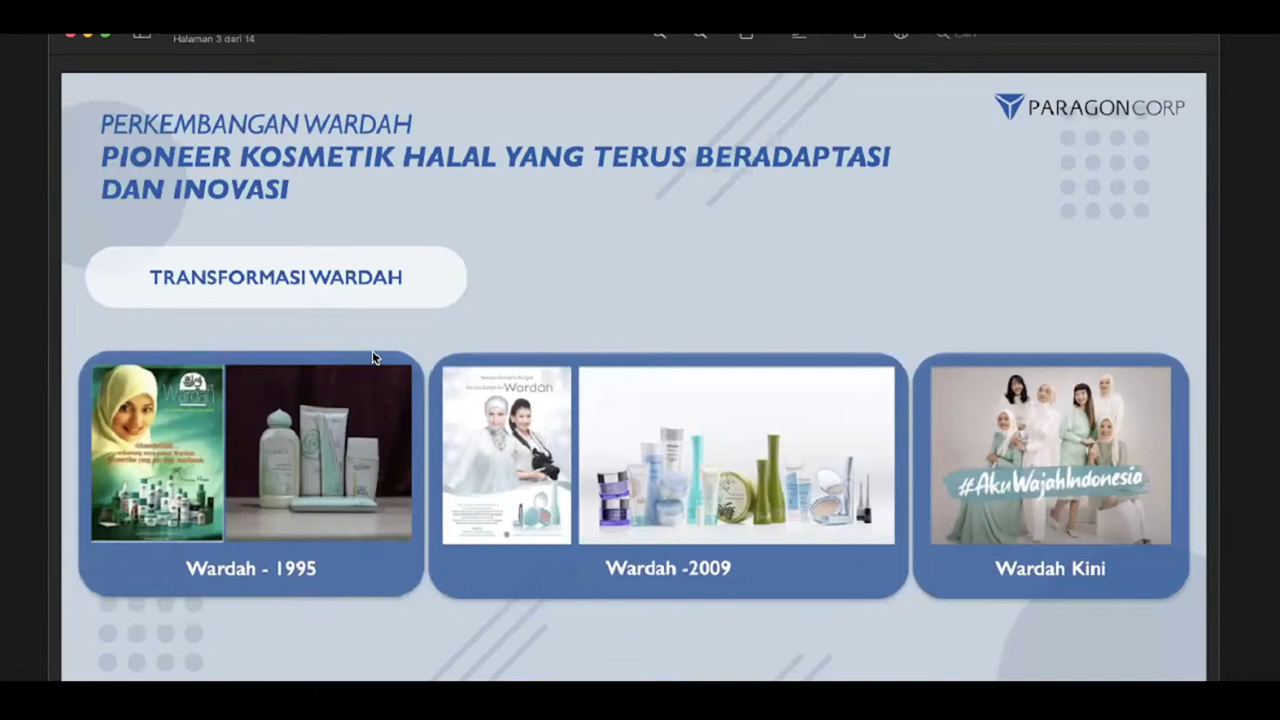 Halaman 3 dari 14
PARAGONCORP
PERKEMBANGAN WARDAH
PIONEER KOSMETIK HALAL YANG TERUS BERADAPTASI
DAN INOVASI
TRANSFORMASI WARDAH
Wardah
Wardah
#AkuWajahIndonesia
Wardah - 1995
Wardah -2009
Wardah Kini